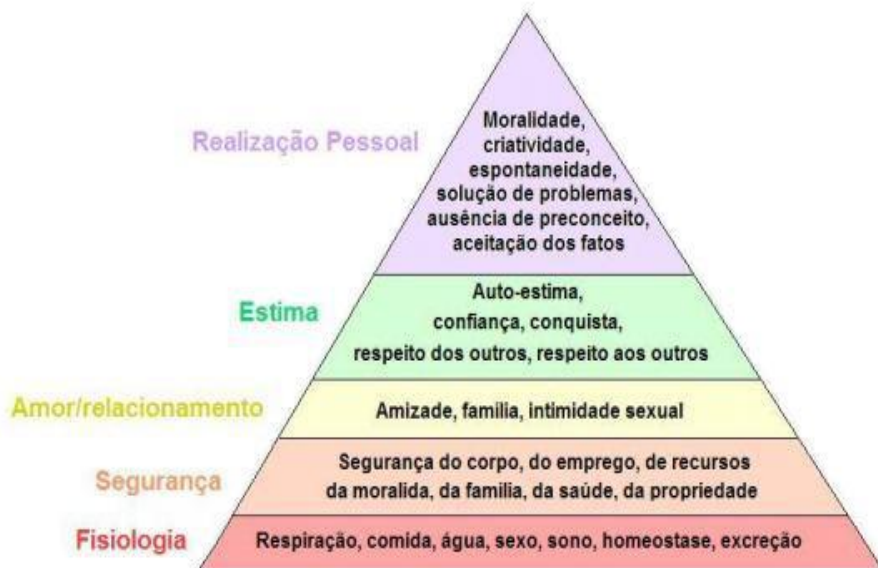 Realização Pessoal
Moralidade,
criatividade,
espontaneidade,
solução de problemas,
ausência de preconceito,
aceitação dos fatos
Estima
Auto-estima,
confiança, conquista,
respeito dos outros, respeito aos outros
Amor/relacionamento
Amizade, família, intimidade sexual
Segurança
Segurança do corpo, do emprego, de recursos
da moralida, da família, da saúde, da propriedade
Fisiologia
Respiração, comida, água, sexo, sono, homeostase, excreção